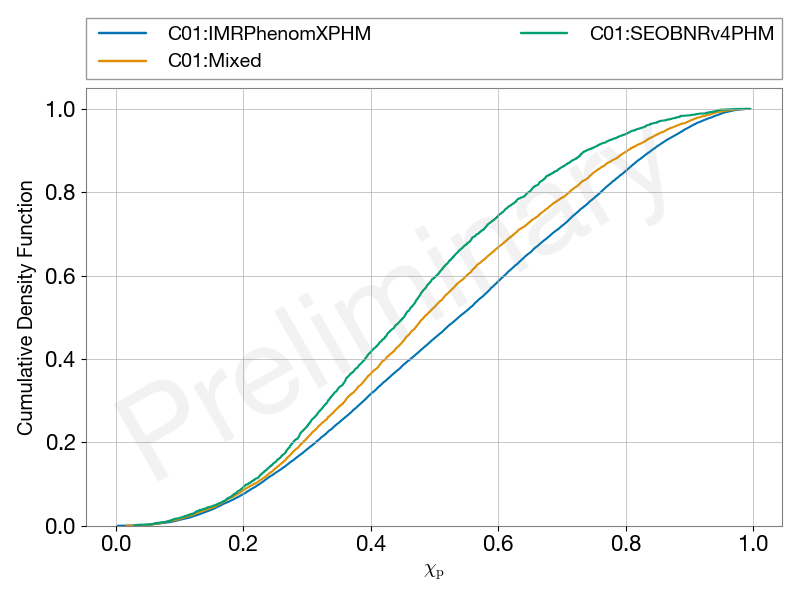 C01:IMRPhenomXPHM
C01:Mixed
C01:SEOBNRv4PHM
Cumulative Density Function
1.0
0.8
0.6
0.4
0.2
0.0
Preliminary
0.0 0.2 0.4 0.6 0.8 1.0
χp